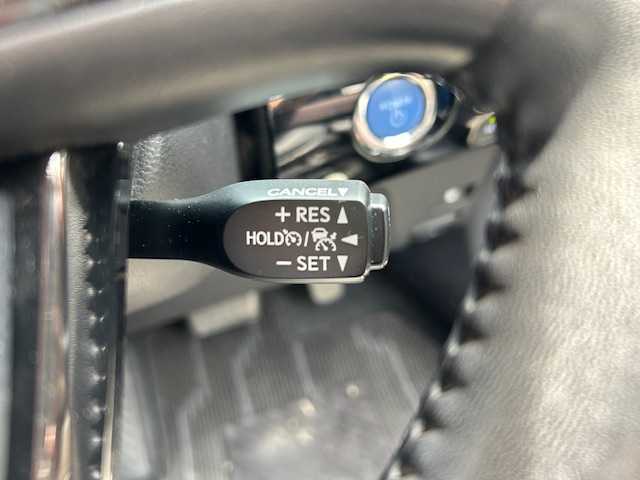 CANCEL▼
+ RES ▲
HOLD / ◀
− SET ▼